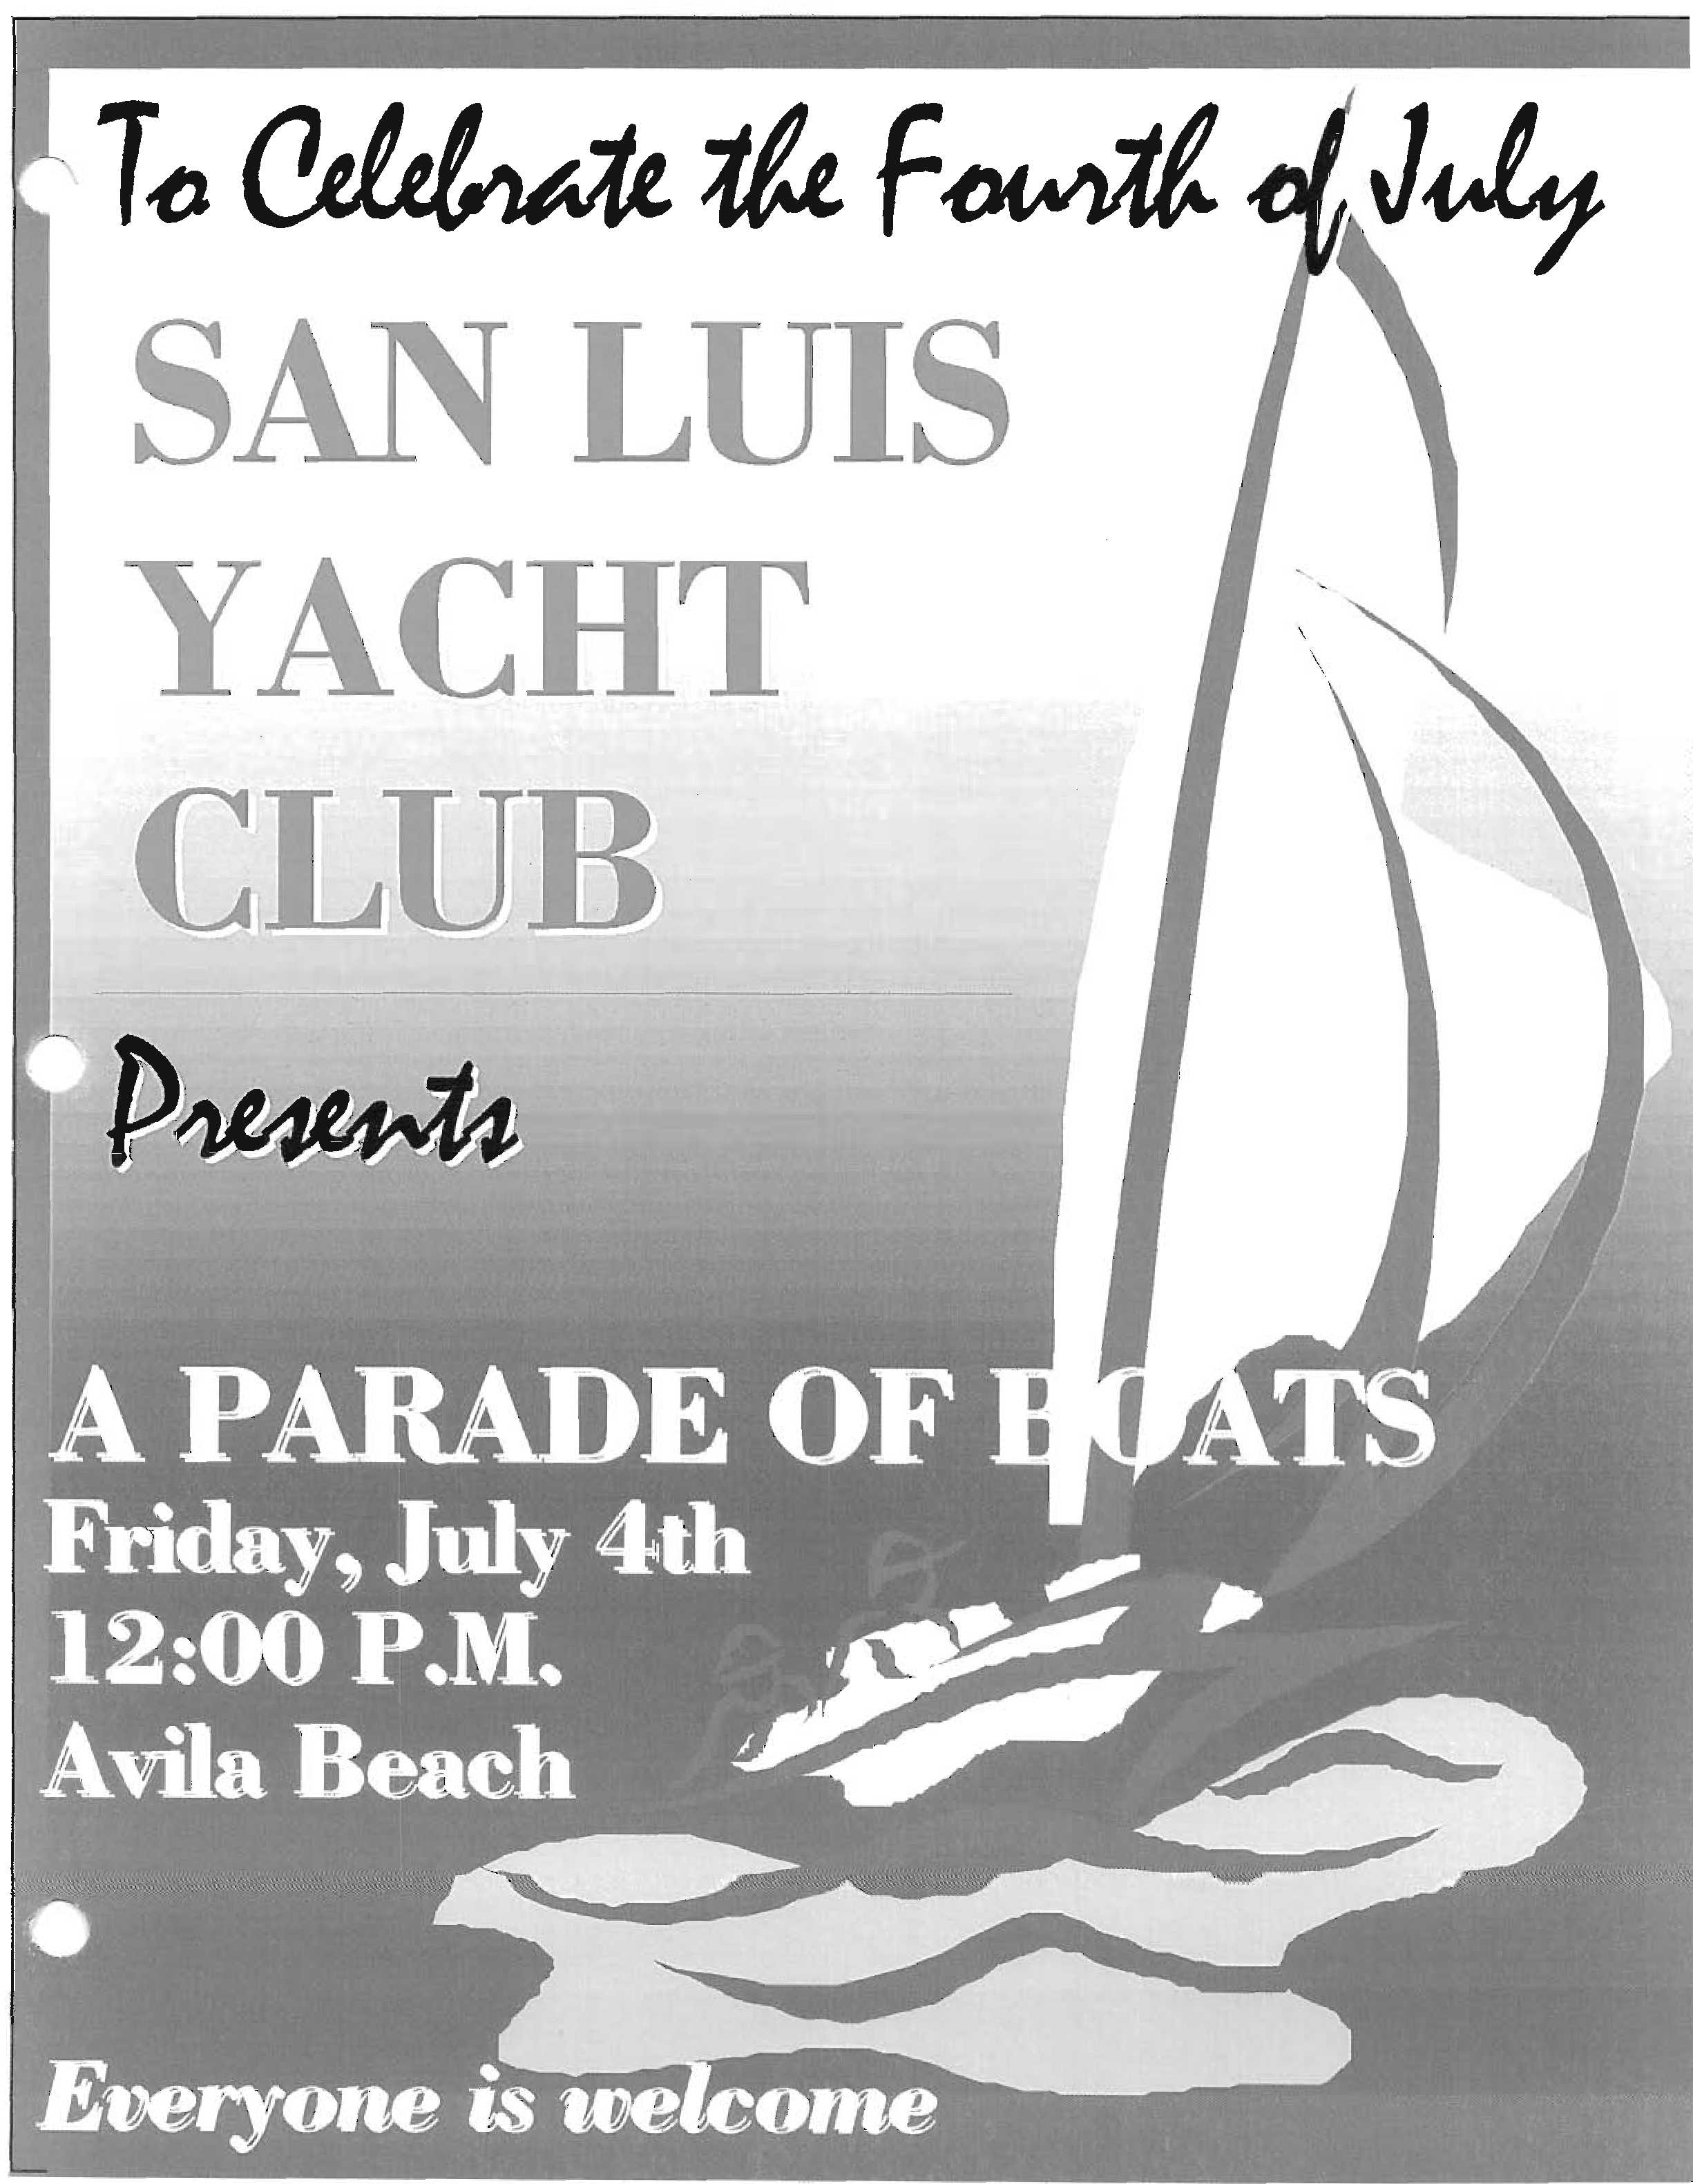 To Celebrate the Fourth of July
SAN LUIS
YACHT
CLUB
Presents
A PARADE OF BOATS
Friday, July 4th
12:00 P.M.
Avila Beach
Everyone is welcome